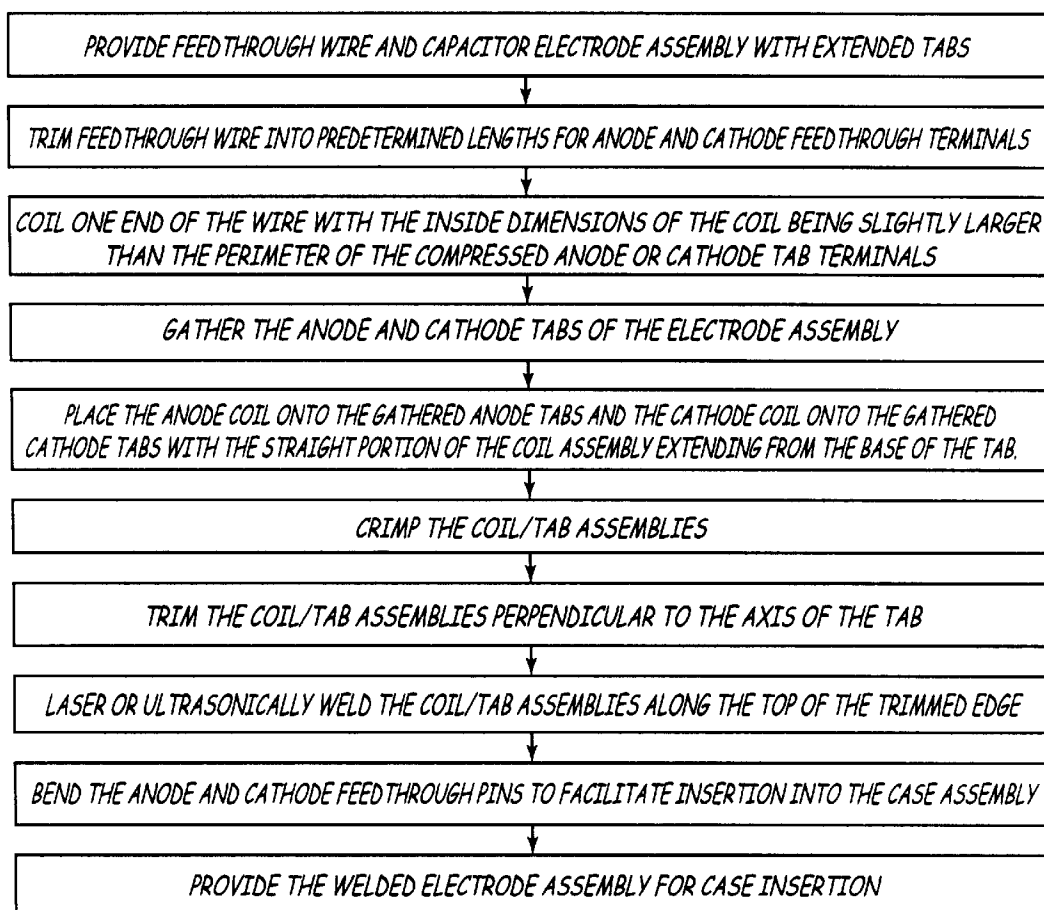 PROVIDE FEEDTHROUGH WIRE AND CAPACITOR ELECTRODE ASSEMBLY WITH EXTENDED TABS
TRIM FEEDTHROUGH WIRE INTO PREDETERMINED LENGTHS FOR ANODE AND CATHODE FEEDTHROUGH TERMINALS
COIL ONE END OF THE WIRE WITH THE INSIDE DIMENSIONS OF THE COIL BEING SLIGHTLY LARGER
THAN THE PERIMETER OF THE COMPRESSED ANODE OR CATHODE TAB TERMINALS
GATHER THE ANODE AND CATHODE TABS OF THE ELECTRODE ASSEMBLY
PLACE THE ANODE COIL ONTO THE GATHERED ANODE TABS AND THE CATHODE COIL ONTO THE GATHERED
CATHODE TABS WITH THE STRAIGHT PORTION OF THE COIL ASSEMBLY EXTENDING FROM THE BASE OF THE TAB.
CRIMP THE COIL/TAB ASSEMBLIES
TRIM THE COIL/TAB ASSEMBLIES PERPENDICULAR TO THE AXIS OF THE TAB
LASER OR ULTRASONICALLY WELD THE COIL/TAB ASSEMBLIES ALONG THE TOP OF THE TRIMMED EDGE
BEND THE ANODE AND CATHODE FEEDTHROUGH PINS TO FACILITATE INSERTION INTO THE CASE ASSEMBLY
PROVIDE THE WELDED ELECTRODE ASSEMBLY FOR CASE INSERTION